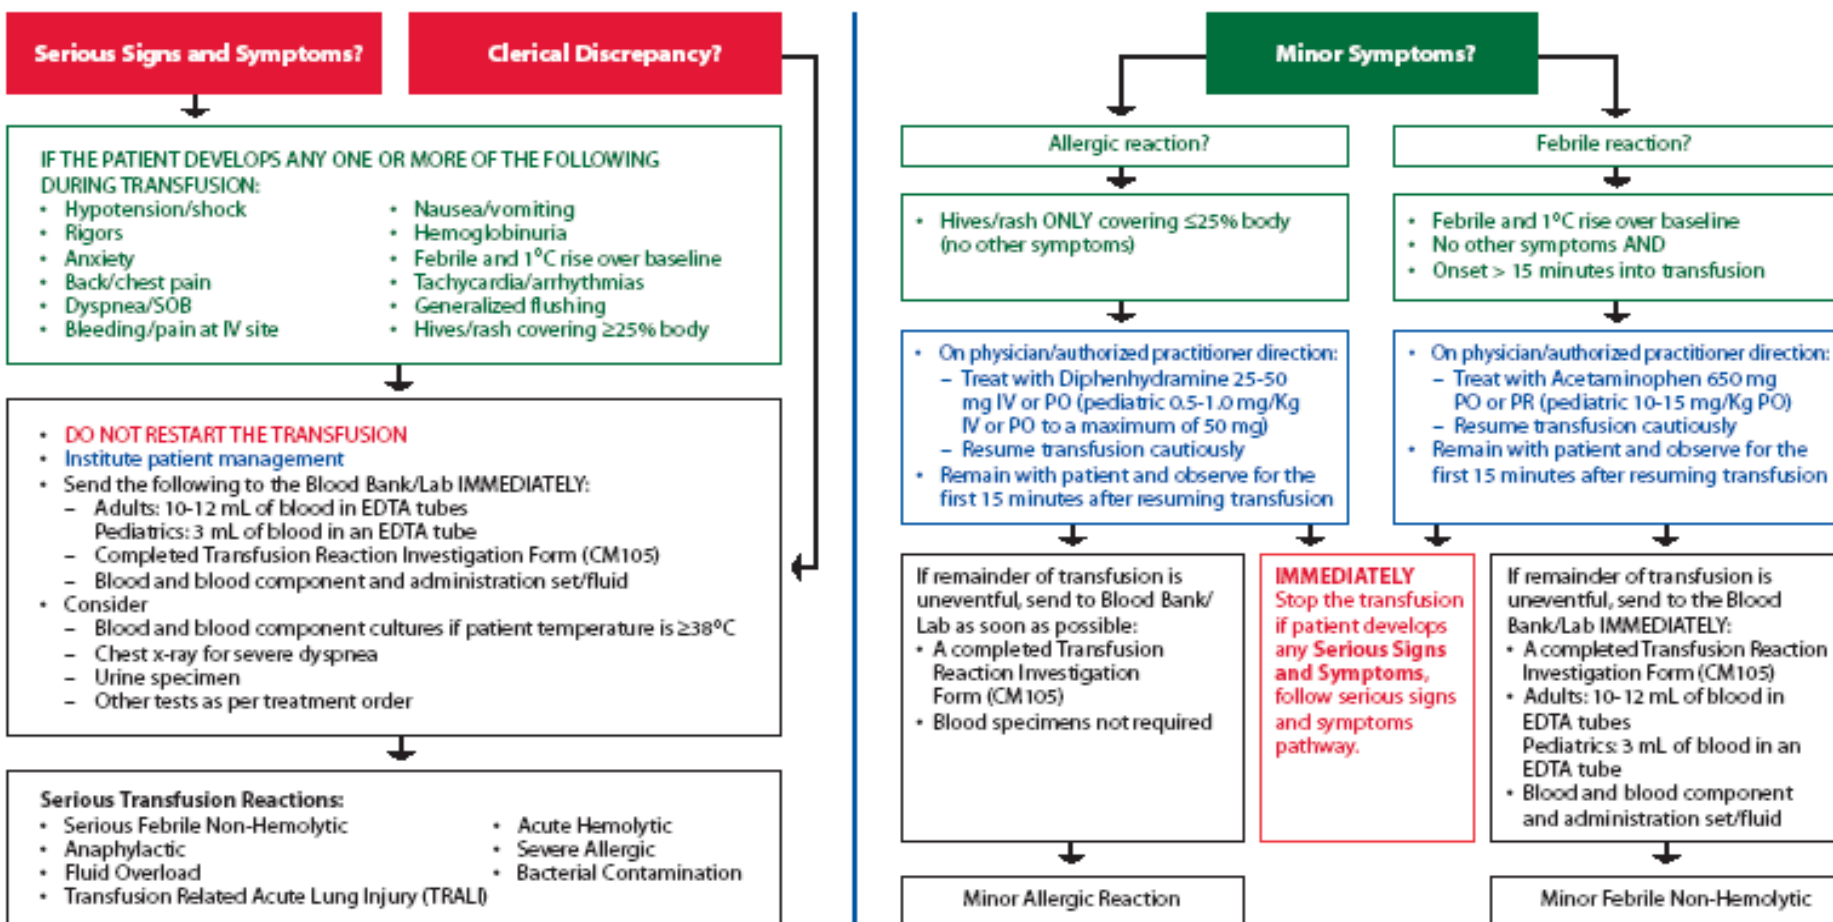 Serious Signs and Symptoms?
Clerical Discrepancy?
IF THE PATIENT DEVELOPS ANY ONE OR MORE OF THE FOLLOWING
DURING TRANSFUSION:
• Hypotension/shock
• Rigors
• Anxiety
• Back/chest pain
• Dyspnea/SOB
• Bleeding/pain at IV site
• Nausea/vomiting
• Hemoglobinuria
• Febrile and 1⁰C rise over baseline
• Tachycardia/arrhythmias
• Generalized flushing
• Hives/rash covering ≥25% body
• DO NOT RESTART THE TRANSFUSION
• Institute patient management
• Send the following to the Blood Bank/Lab IMMEDIATELY:
– Adults: 10-12 mL of blood in EDTA tubes
Pediatrics: 3 mL of blood in an EDTA tube
– Completed Transfusion Reaction Investigation Form (CM105)
– Blood and blood component and administration set/fluid
• Consider
– Blood and blood component cultures if patient temperature is ≥38⁰C
– Chest x-ray for severe dyspnea
– Urine specimen
– Other tests as per treatment order
Serious Transfusion Reactions:
• Serious Febrile Non-Hemolytic
• Anaphylactic
• Fluid Overload
• Transfusion Related Acute Lung Injury (TRALI)
• Acute Hemolytic
• Severe Allergic
• Bacterial Contamination
Minor Symptoms?
Allergic reaction?
• Hives/rash ONLY covering ≤25% body
(no other symptoms)
• On physician/authorized practitioner direction:
– Treat with Diphenhydramine 25-50
mg IV or PO (pediatric 0.5-1.0 mg/Kg
IV or PO to a maximum of 50 mg)
– Resume transfusion cautiously
• Remain with patient and observe for the
first 15 minutes after resuming transfusion
If remainder of transfusion is
uneventful, send to Blood Bank/
Lab as soon as possible:
• A completed Transfusion
Reaction Investigation
Form (CM105)
• Blood specimens not required
Minor Allergic Reaction
IMMEDIATELY
Stop the transfusion
if patient develops
any Serious Signs
and Symptoms,
follow serious signs
and symptoms
pathway.
Febrile reaction?
• Febrile and 1⁰C rise over baseline
• No other symptoms AND
• Onset > 15 minutes into transfusion
• On physician/authorized practitioner direction:
– Treat with Acetaminophen 650 mg
PO or PR (pediatric 10-15 mg/Kg PO)
– Resume transfusion cautiously
• Remain with patient and observe for the
first 15 minutes after resuming transfusion
If remainder of transfusion is
uneventful, send to the Blood
Bank/Lab IMMEDIATELY:
• A completed Transfusion Reaction
Investigation Form (CM105)
• Adults: 10-12 mL of blood in
EDTA tubes
Pediatrics: 3 mL of blood in an
EDTA tube
• Blood and blood component
and administration set/fluid
Minor Febrile Non-Hemolytic